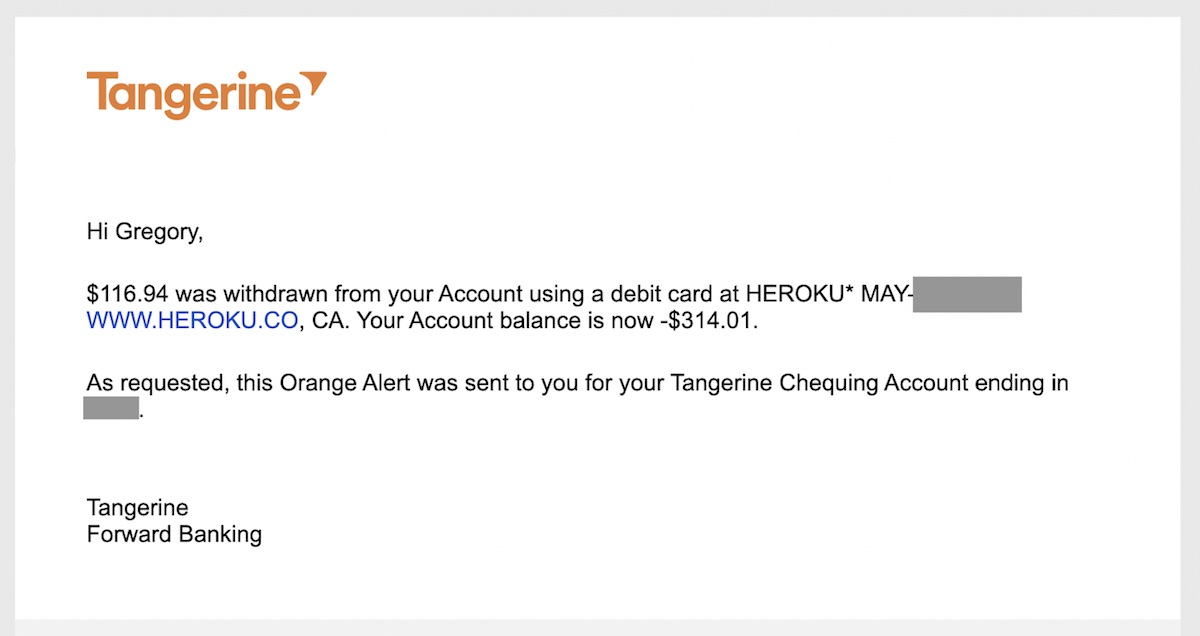 Tangerine
Hi Gregory,
$116.94 was withdrawn from your Account using a debit card at HEROKU* MAY-
WWW.HEROKU.CO, CA. Your Account balance is now -$314.01.
As requested, this Orange Alert was sent to you for your Tangerine Chequing Account ending in
.
Tangerine
Forward Banking